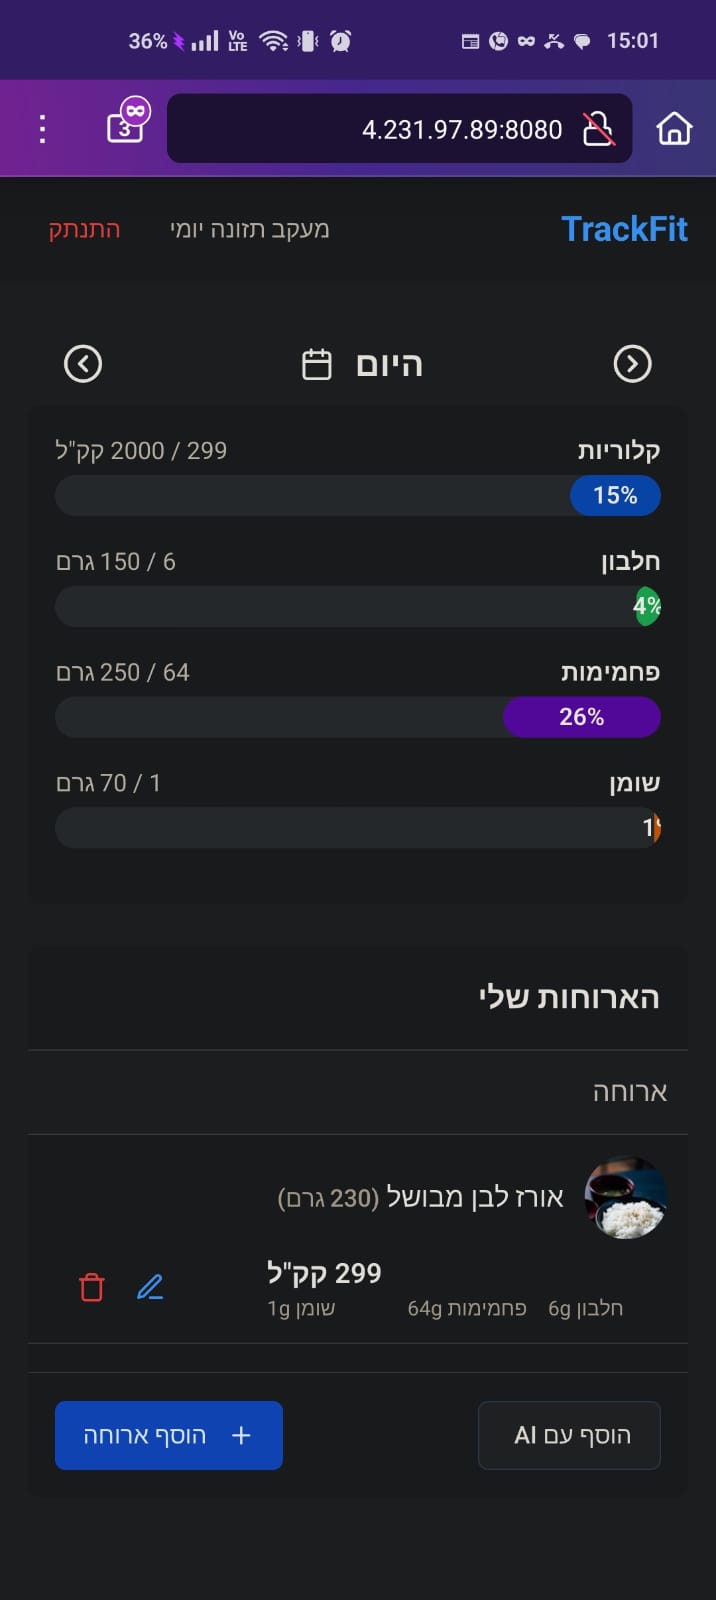 15:01 36% Vo LTE
4.231.97.89:8080 3
TrackFit מעקב תזונה יומי התנתק
היום
קלוריות 299 / 2000 קק"ל
15%
חלבון 6 / 150 גרם
4%
פחמימות 64 / 250 גרם
26%
שומן 1 / 70 גרם
1%
הארוחות שלי
ארוחה
אורז לבן מבושל (230 גרם)
299 קק"ל
חלבון 6g פחמימות 64g שומן 1g
הוסף עם AI + הוסף ארוחה